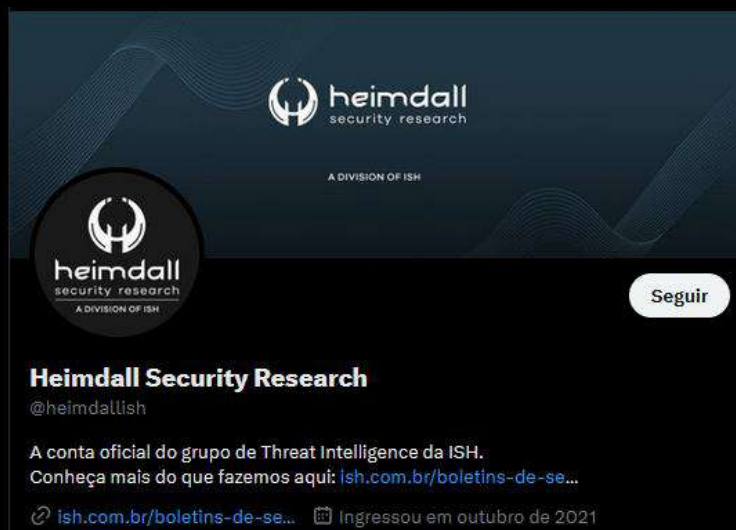 heimdall
security research
A DIVISION OF ISH
heimdall
security research
A DIVISION OF ISH
Seguir
Heimdall Security Research
@heimdallish
A conta oficial do grupo de Threat Intelligence da ISH.
Conheça mais do que fazemos aqui: ish.com.br/boletins-de-se...
ish.com.br/boletins-de-se... Ingressou em outubro de 2021